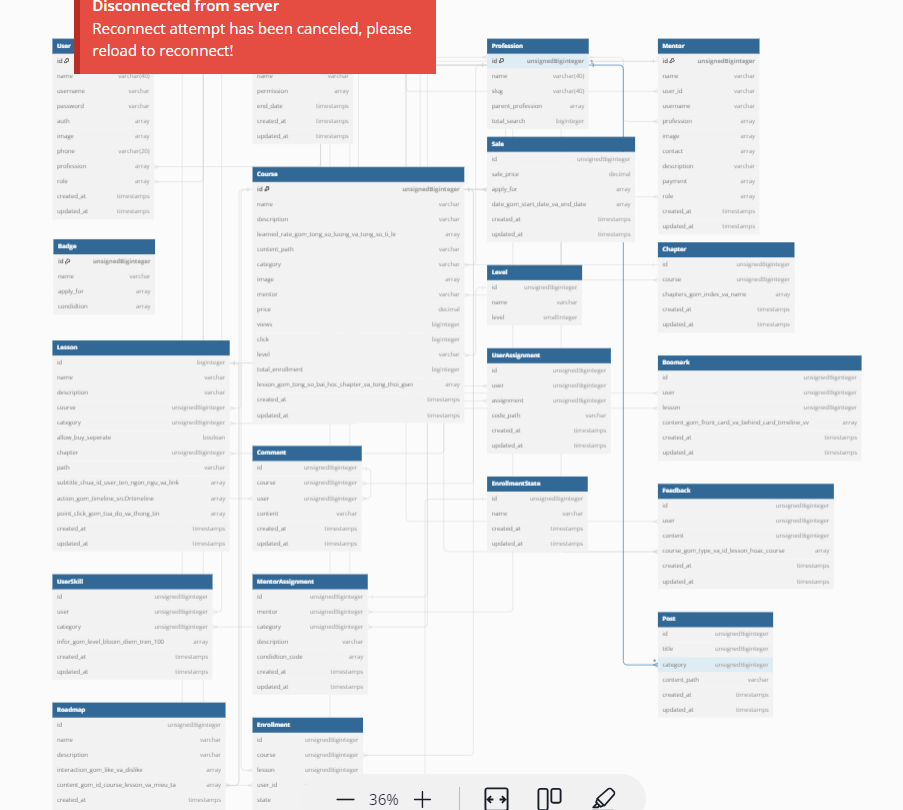 Disconnected from server
Reconnect attempt has been canceled, please
reload to reconnect!
User
id
name varchar(40)
username varchar
password varchar
auth array
image array
phone varchar(20)
profession array
role array
created_at timestamps
updated_at timestamps
Badge
id unsignedBiginteger
name varchar
apply_for array
condidtion array
Lesson
id biginteger
name varchar
description varchar
course unsignedBiginteger
category unsignedBiginteger
allow_buy_seperate boolean
chapter unsignedBiginteger
path varchar
subtitle_chua_id_user_ten_ngon_ngu_va_link array
action_gom_timeline_srcOrtimeline array
point_click_gom_toa_do_va_thong_tin array
created_at timestamps
updated_at timestamps
UserSkill
id unsignedBiginteger
user unsignedBiginteger
category unsignedBiginteger
infor_gom_level_bloom_diem_tren_100 array
created_at timestamps
updated_at timestamps
Roadmap
id unsignedBiginteger
name varchar
description varchar
interaction_gom_like_va_dislike array
content_gom_id_course_lesson_va_mieu_ta array
created_at timestamps
name varchar
permission array
end_date timestamps
created_at timestamps
updated_at timestamps
Course
id unsignedBiginteger
name varchar
description varchar
learned_rate_gom_tong_so_luong_va_tong_so_ti_le array
content_path varchar
category varchar
image array
mentor varchar
price decimal
views biginteger
click biginteger
level varchar
total_enrollment biginteger
lesson_gom_tong_so_bai_hoc_chapter_va_tong_thoi_gian array
created_at timestamps
updated_at timestamps
Comment
id unsignedBiginteger
course unsignedBiginteger
user unsignedBiginteger
content varchar
created_at timestamps
updated_at timestamps
MentorAssignment
id unsignedBiginteger
mentor unsignedBiginteger
category unsignedBiginteger
description varchar
condidtion_code array
created_at timestamps
updated_at timestamps
Enrollment
id unsignedBiginteger
course unsignedBiginteger
lesson unsignedBiginteger
user_id
state
Profession
id unsignedBiginteger
name varchar(40)
slug varchar(40)
parent_profession array
total_search biginteger
Sale
id unsignedBiginteger
sale_price decimal
apply_for array
date_gom_start_date_va_end_date array
created_at timestamps
updated_at timestamps
Level
id unsignedBiginteger
name varchar
level smallinteger
UserAssignment
id unsignedBiginteger
user unsignedBiginteger
assignment unsignedBiginteger
code_path varchar
created_at timestamps
updated_at timestamps
EnrollmentState
id unsignedBiginteger
name varchar
created_at timestamps
updated_at timestamps
Mentor
id unsignedBiginteger
name varchar
user_id varchar
username varchar
profession array
image array
contact array
description varchar
payment array
role array
created_at timestamps
updated_at timestamps
Chapter
id unsignedBiginteger
course unsignedBiginteger
chapters_gom_index_va_name array
created_at timestamps
updated_at timestamps
Boomark
id unsignedBiginteger
user unsignedBiginteger
lesson unsignedBiginteger
content_gom_front_card_va_behind_card_timeline_vv array
created_at timestamps
updated_at timestamps
Feedback
id unsignedBiginteger
user unsignedBiginteger
content unsignedBiginteger
course_gom_type_va_id_lesson_hoac_course array
created_at timestamps
updated_at timestamps
Post
id unsignedBiginteger
title unsignedBiginteger
category unsignedBiginteger
content_path varchar
created_at timestamps
updated_at timestamps
36%